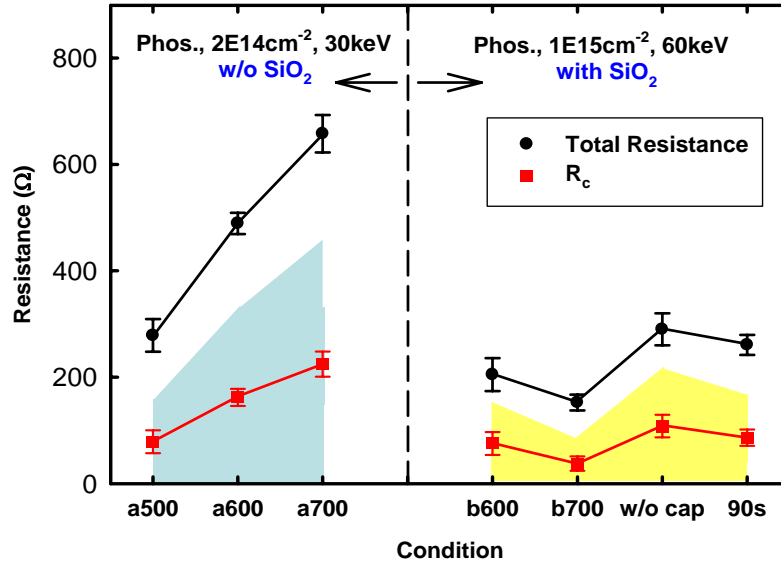 800
600
400
200
0
Resistance (Ω)
Phos., 2E14cm⁻², 30keV
w/o SiO₂
Phos., 1E15cm⁻², 60keV
with SiO₂
Total Resistance
R_c
a500 a600 a700 b600 b700 w/o cap 90s
Condition